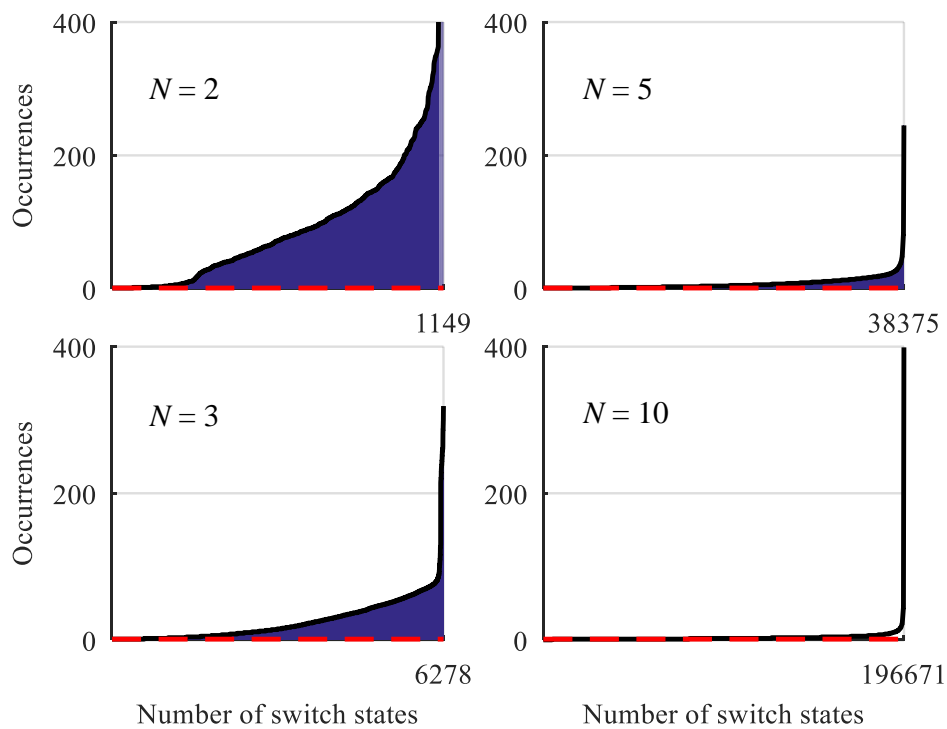 400
N = 2
200
Occurrences
0
1149
400
N = 5
200
0
38375
400
N = 3
200
Occurrences
0
6278
Number of switch states
400
N = 10
200
0
196671
Number of switch states